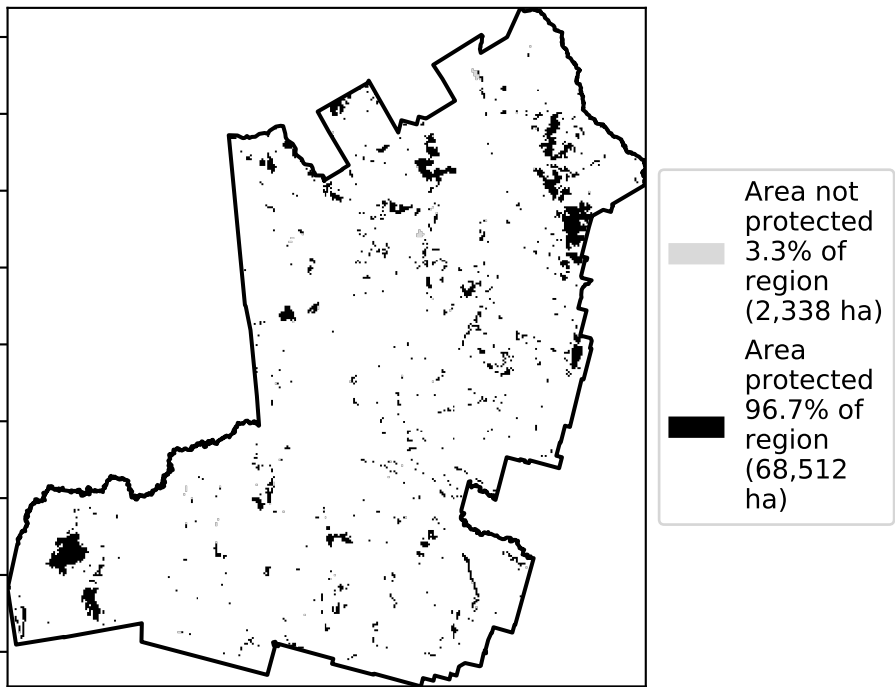 Area not
protected
3.3% of
region
(2,338 ha)
Area
protected
96.7% of
region
(68,512
ha)